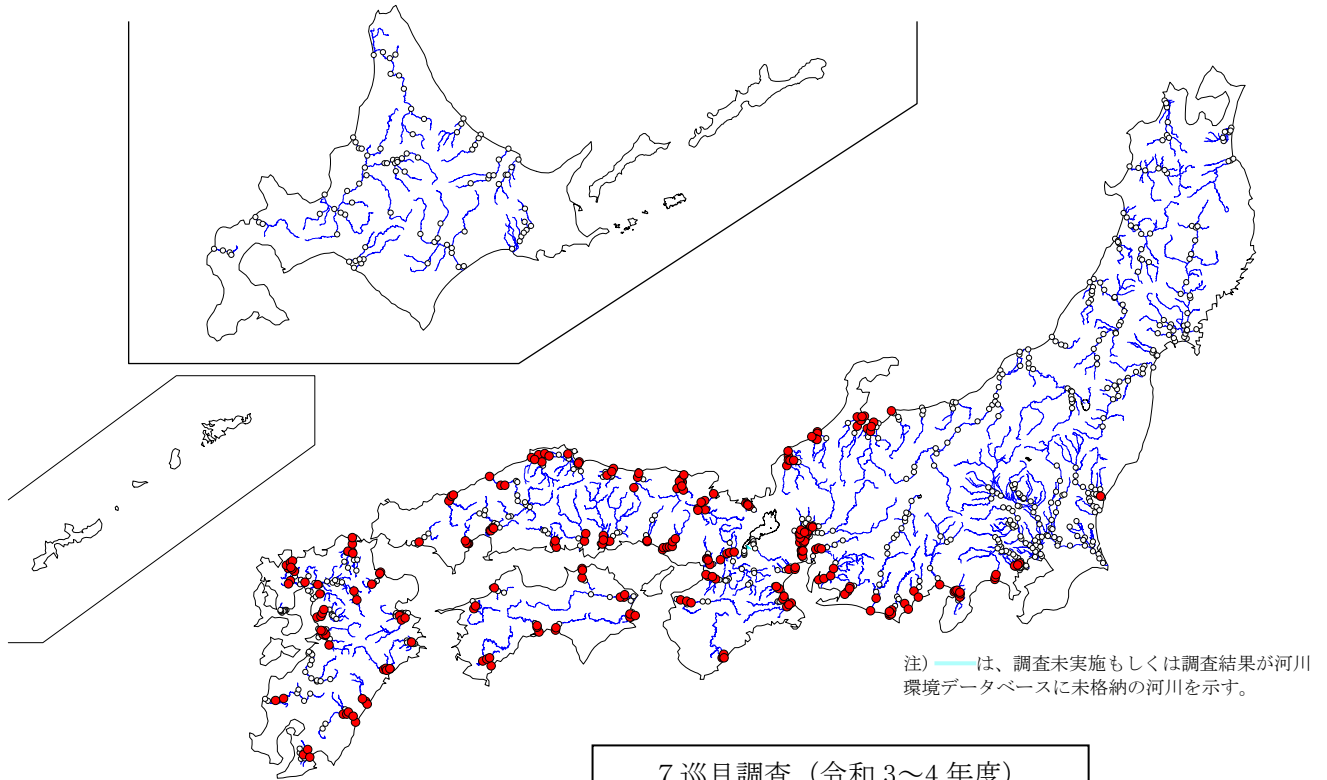 注) は、調査未実施もしくは調査結果が河川
環境データベースに未格納の河川を示す。
7 巡目調査（令和 3～4 年度）